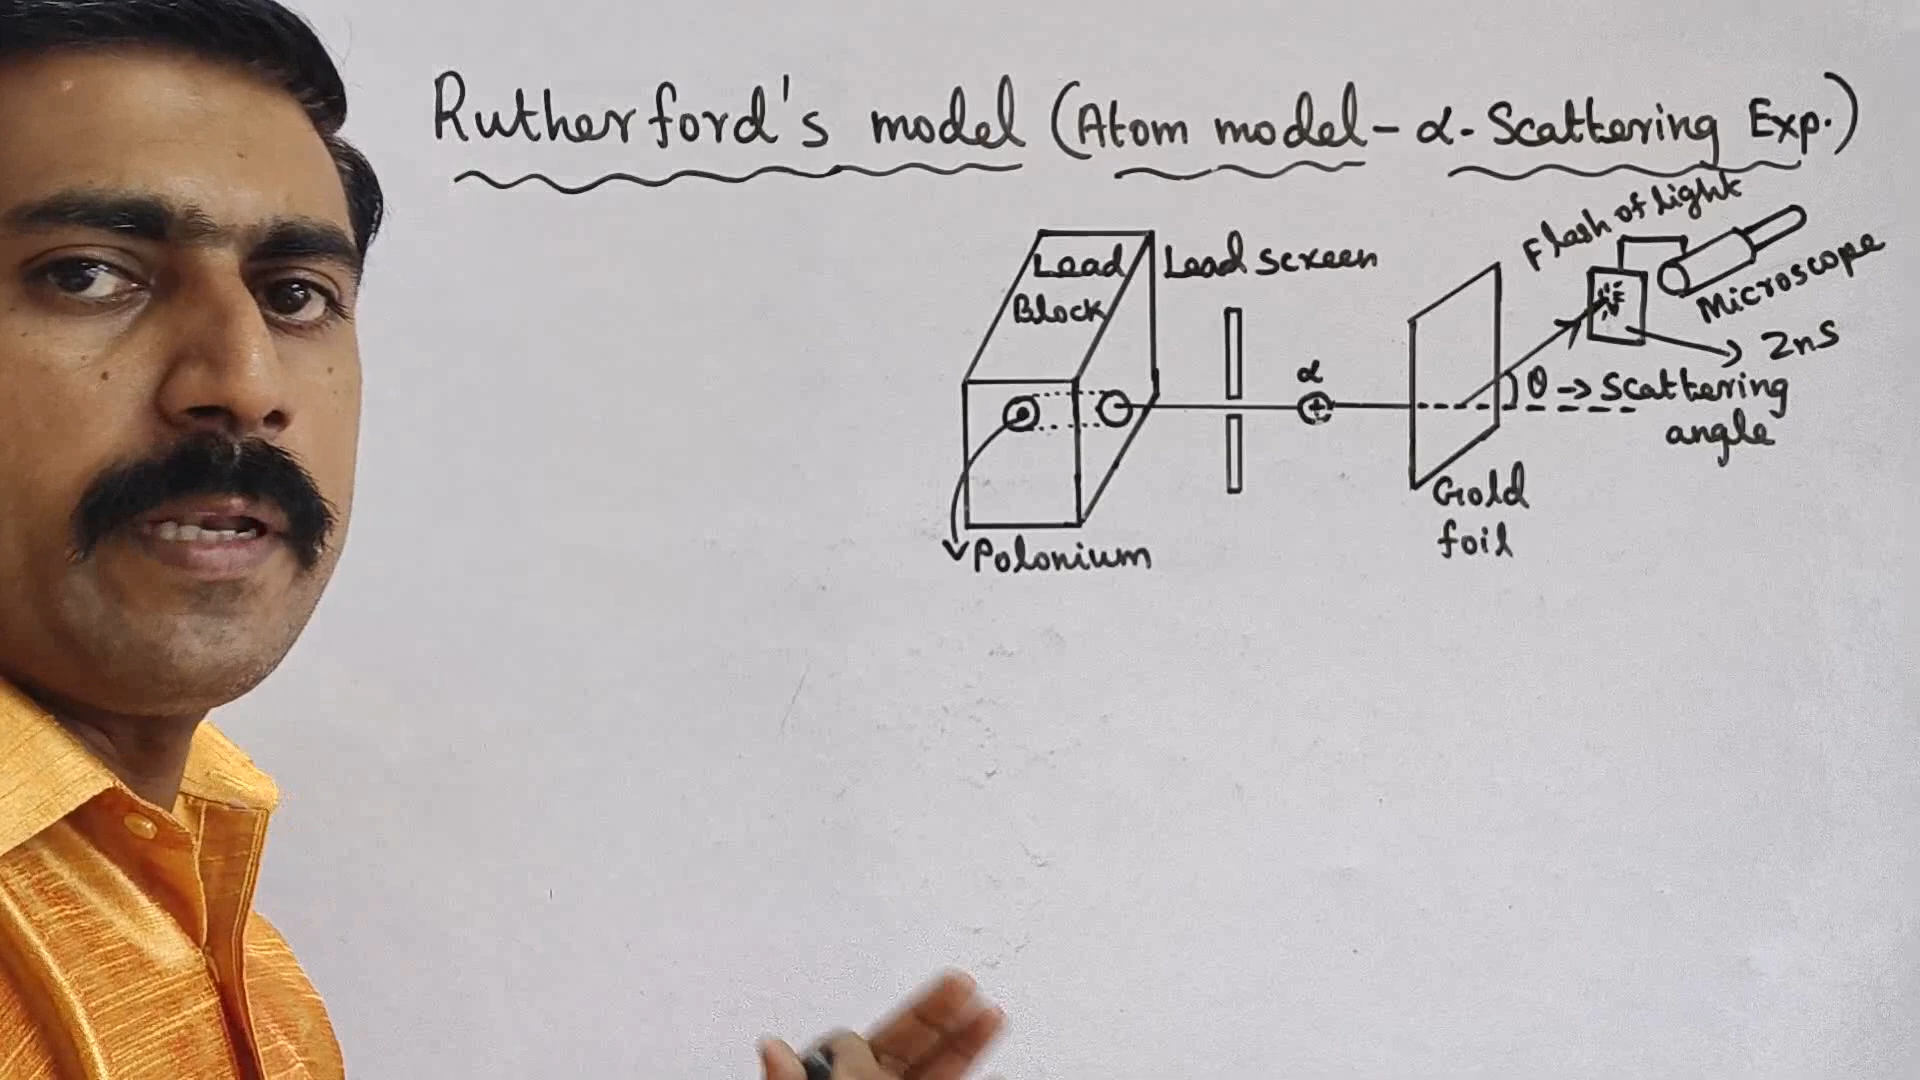 Rutherford's model (Atom model - α - Scattering Exp.)
Flash of light
Microscope
Lead
Block
Lead screen
α
+
ZnS
θ → Scattering
angle
Gold
foil
Polonium